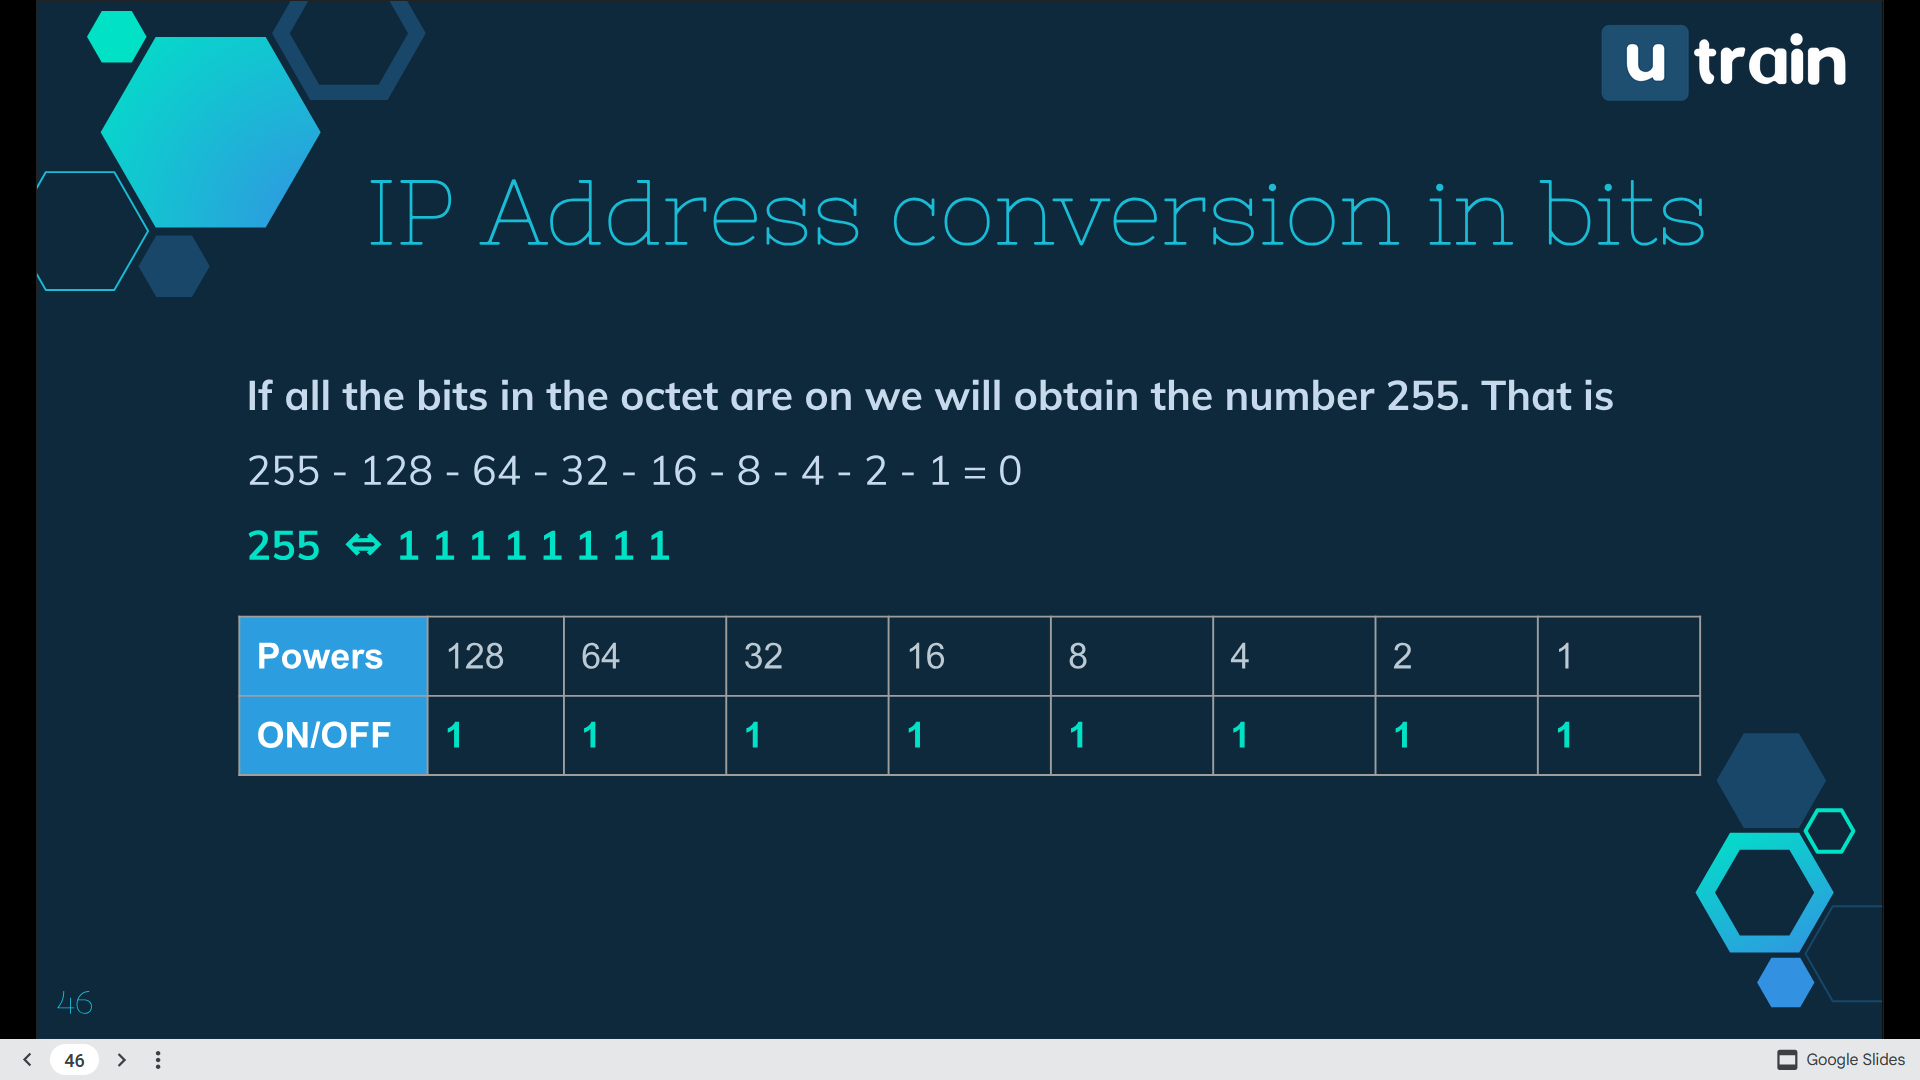 u train
IP Address conversion in bits
If all the bits in the octet are on we will obtain the number 255. That is
255 - 128 - 64 - 32 - 16 - 8 - 4 - 2 - 1 = 0
255 ⇔ 1 1 1 1 1 1 1 1
Powers 128 64 32 16 8 4 2 1
ON/OFF 1 1 1 1 1 1 1 1
46
46 Google Slides